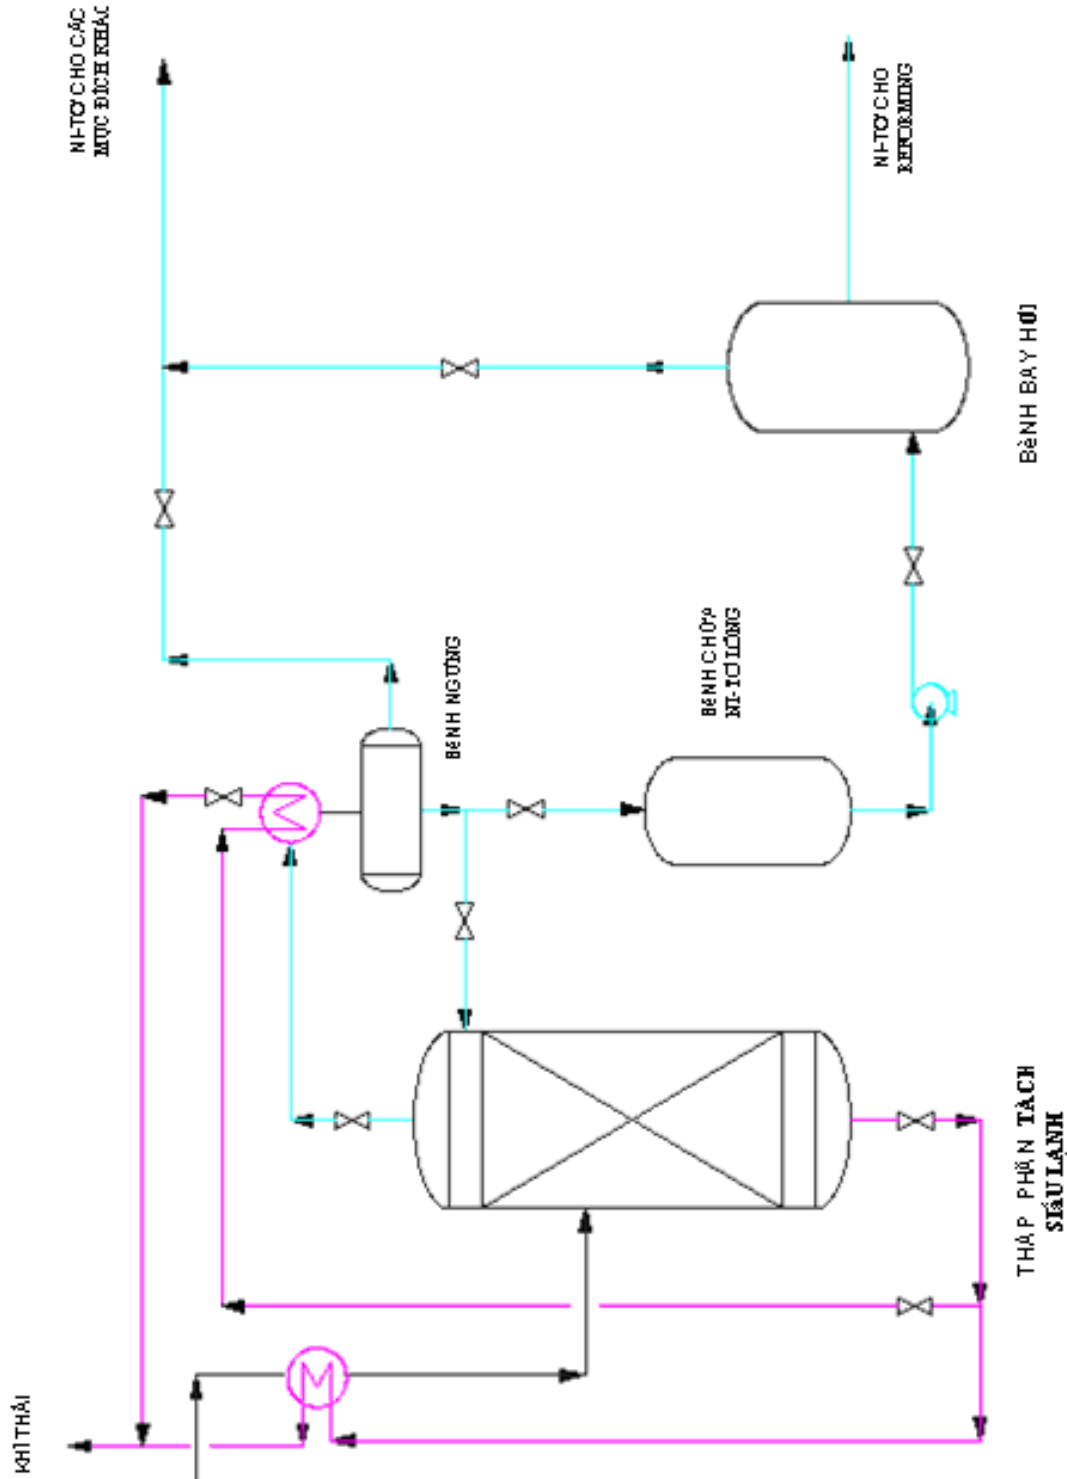 NI-TƠ CHO CÁC
MỤC ĐÍCH KHÁC
NI-TƠ CHO
REFORMING
BÌNH BAY HƠI
BÌNH NGƯNG
BÌNH CHỨA
NI-TƠ LỎNG
THÁP PHÂN TÁCH
SIÊU LẠNH
KHÍ THẢI